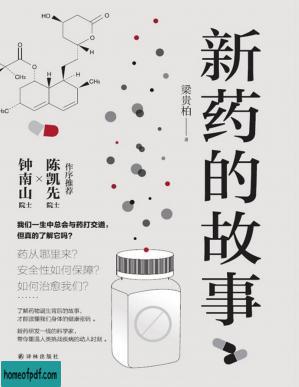 HO
O
O
O
O
H
新药的故事
梁贵柏
著
作序推荐
陈凯先
院士
×
钟南山
院士
我们一生中总会与药打交道，
但真的了解它吗？
药从哪里来？
安全性如何保障？
如何治愈我们？
了解药物诞生背后的故事，
才能读懂我们身体的健康密码。
新药研发一线的科学家，
带你重温人类挑战疾病的动人时刻。
译林出版社
homeofpdf.com
homeofpdf.com